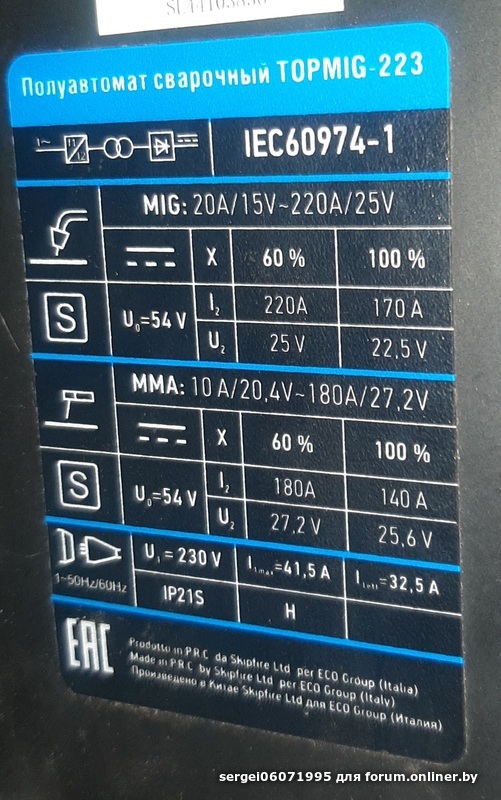 Полуавтомат сварочный TOPMIG-223
1~
IEC60974-1
MIG: 20A/15V~220A/25V
X 60 % 100 %
S U₀=54 V I₂ 220A 170 A
U₂ 25 V 22,5 V
MMA: 10 A/20,4V~180A/27,2V
X 60 % 100 %
S U₀=54 V I₂ 180A 140 A
U₂ 27,2 V 25,6 V
1~50Hz/60Hz U₁ = 230 V I₁ₘₐₓ=41,5 A I₁ₑff=32,5 A
IP21S H
EAC
Prodotto in P.R.C. da Skipfire Ltd per ECO Group (Italia)
Made in P.R.C. by Skipfire Ltd per ECO Group (Italy)
Произведено в Китае Skipfire Ltd для ECO Group (Италия)
sergei06071995 для forum.onliner.by